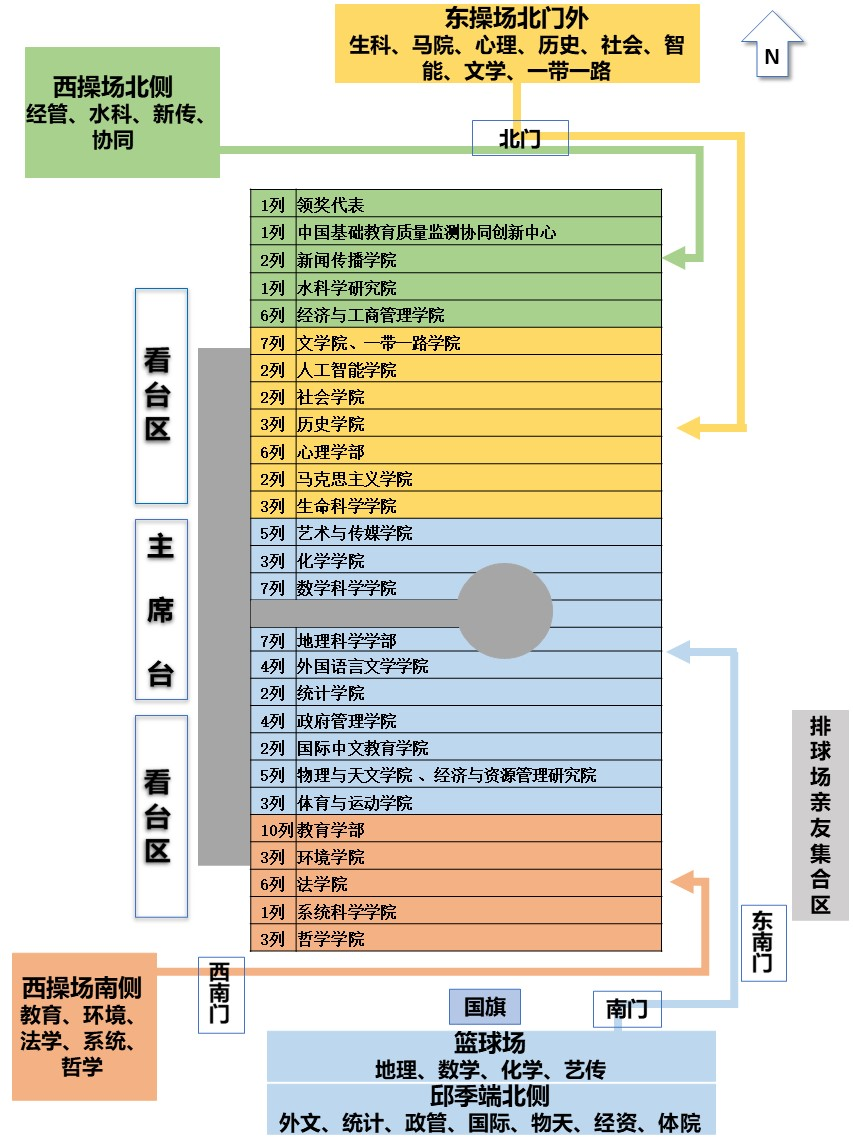 东操场北门外
生科、马院、心理、历史、社会、智
能、文学、一带一路
N
西操场北侧
经管、水科、新传、
协同
北门
1列 领奖代表
1列 中国基础教育质量监测协同创新中心
2列 新闻传播学院
1列 水科学研究院
6列 经济与工商管理学院
7列 文学院、一带一路学院
2列 人工智能学院
2列 社会学院
3列 历史学院
6列 心理学部
2列 马克思主义学院
3列 生命科学学院
5列 艺术与传媒学院
3列 化学学院
7列 数学科学学院
7列 地理科学学部
4列 外国语言文学学院
2列 统计学院
4列 政府管理学院
2列 国际中文教育学院
5列 物理与天文学院 、经济与资源管理研究院
3列 体育与运动学院
10列 教育学部
3列 环境学院
6列 法学院
1列 系统科学学院
3列 哲学学院
看台区
主席台
看台区
排球场亲友集合区
东南门
西南门
西操场南侧
教育、环境、
法学、系统、
哲学
国旗
南门
篮球场
地理、数学、化学、艺传
邱季端北侧
外文、统计、政管、国际、物天、经资、体院